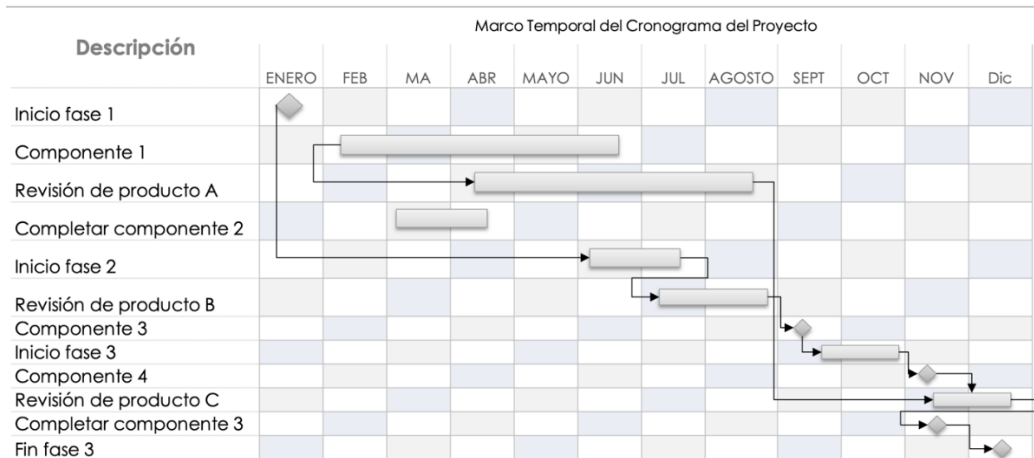 Marco Temporal del Cronograma del Proyecto
Descripción
ENERO FEB MA ABR MAYO JUN JUL AGOSTO SEPT OCT NOV Dic
Inicio fase 1
Componente 1
Revisión de producto A
Completar componente 2
Inicio fase 2
Revisión de producto B
Componente 3
Inicio fase 3
Componente 4
Revisión de producto C
Completar componente 3
Fin fase 3